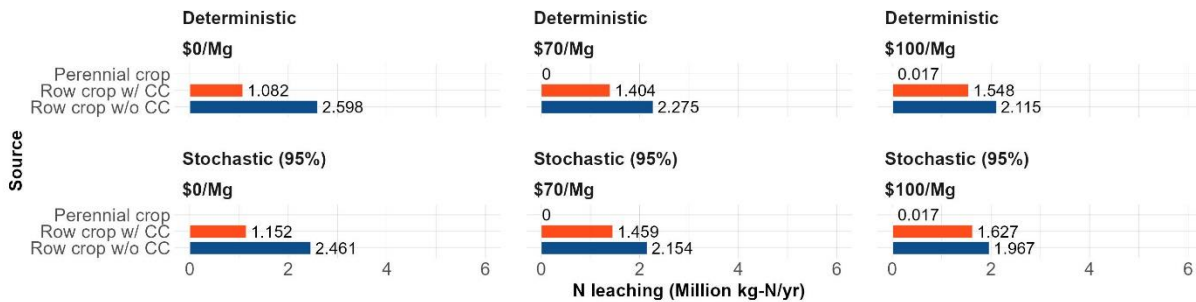 Deterministic Deterministic Deterministic
$0/Mg $70/Mg $100/Mg
Perennial crop 0 0.017
Row crop w/ CC 1.082 1.404 1.548
Row crop w/o CC 2.598 2.275 2.115
Source
Stochastic (95%) Stochastic (95%) Stochastic (95%)
$0/Mg $70/Mg $100/Mg
Perennial crop 0 0.017
Row crop w/ CC 1.152 1.459 1.627
Row crop w/o CC 2.461 2.154 1.967
0 2 4 6 0 2 4 6 0 2 4 6
N leaching (Million kg-N/yr)